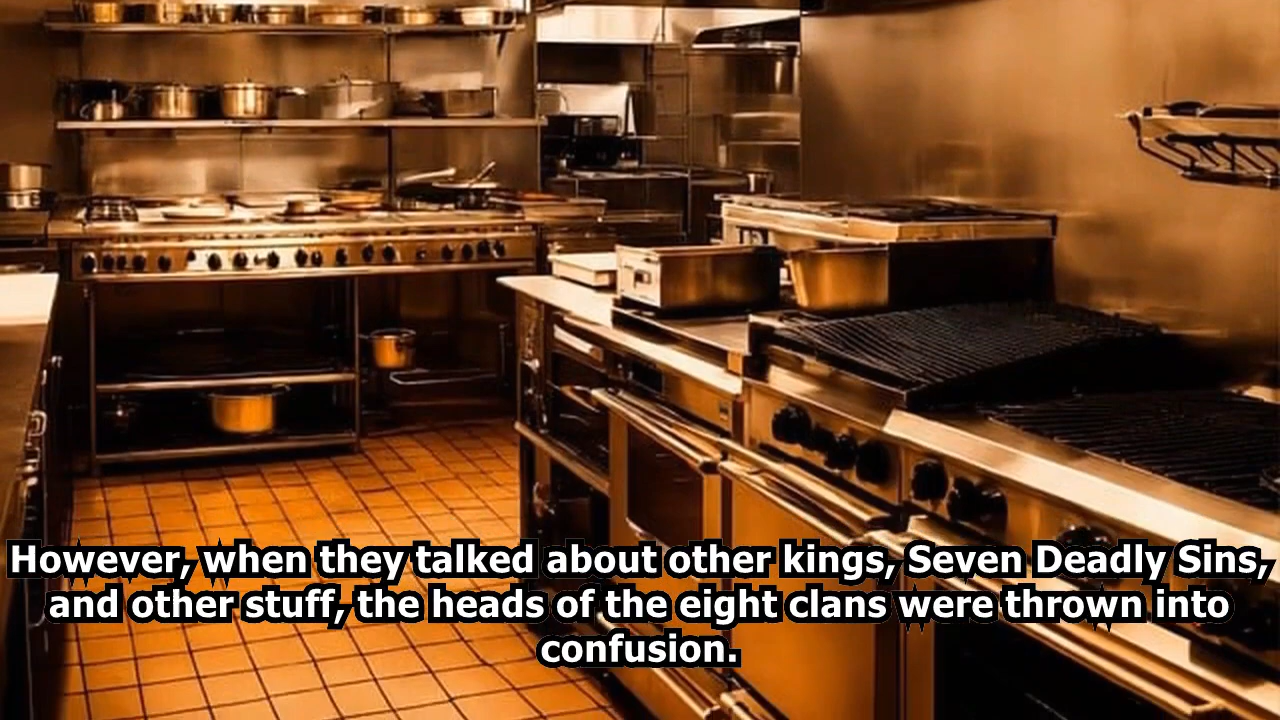 However, when they talked about other kings, Seven Deadly Sins,
and other stuff, the heads of the eight clans were thrown into
confusion.